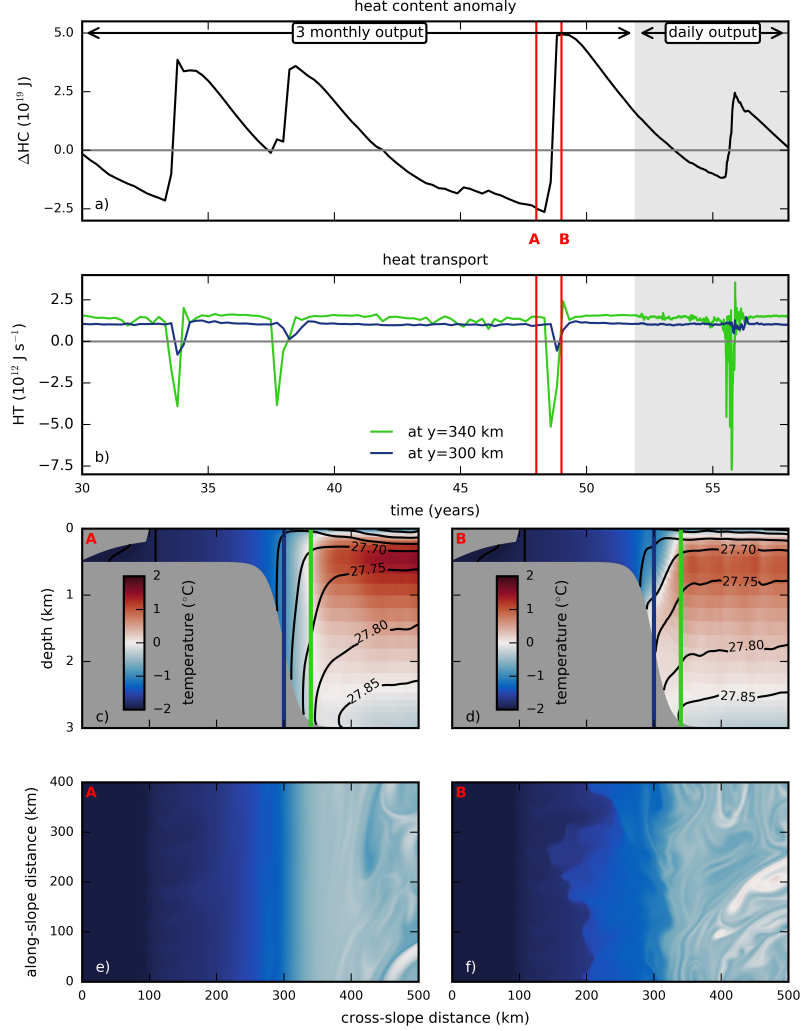 heat content anomaly
3 monthly output
daily output
5.0
2.5
0.0
−2.5
ΔHC (10¹⁹ J)
a)
A
B
heat transport
2.5
0.0
−2.5
−5.0
−7.5
HT (10¹² J s⁻¹)
at y=340 km
at y=300 km
b)
30
35
40
45
50
55
time (years)
0
1
2
3
depth (km)
A
27.70
27.75
27.80
27.85
2
1
0
−1
−2
temperature (°C)
c)
B
27.70
27.75
27.80
27.85
2
1
0
−1
−2
temperature (°C)
d)
400
300
200
100
0
along-slope distance (km)
A
e)
B
f)
0 100 200 300 400 500
0 100 200 300 400 500
cross-slope distance (km)